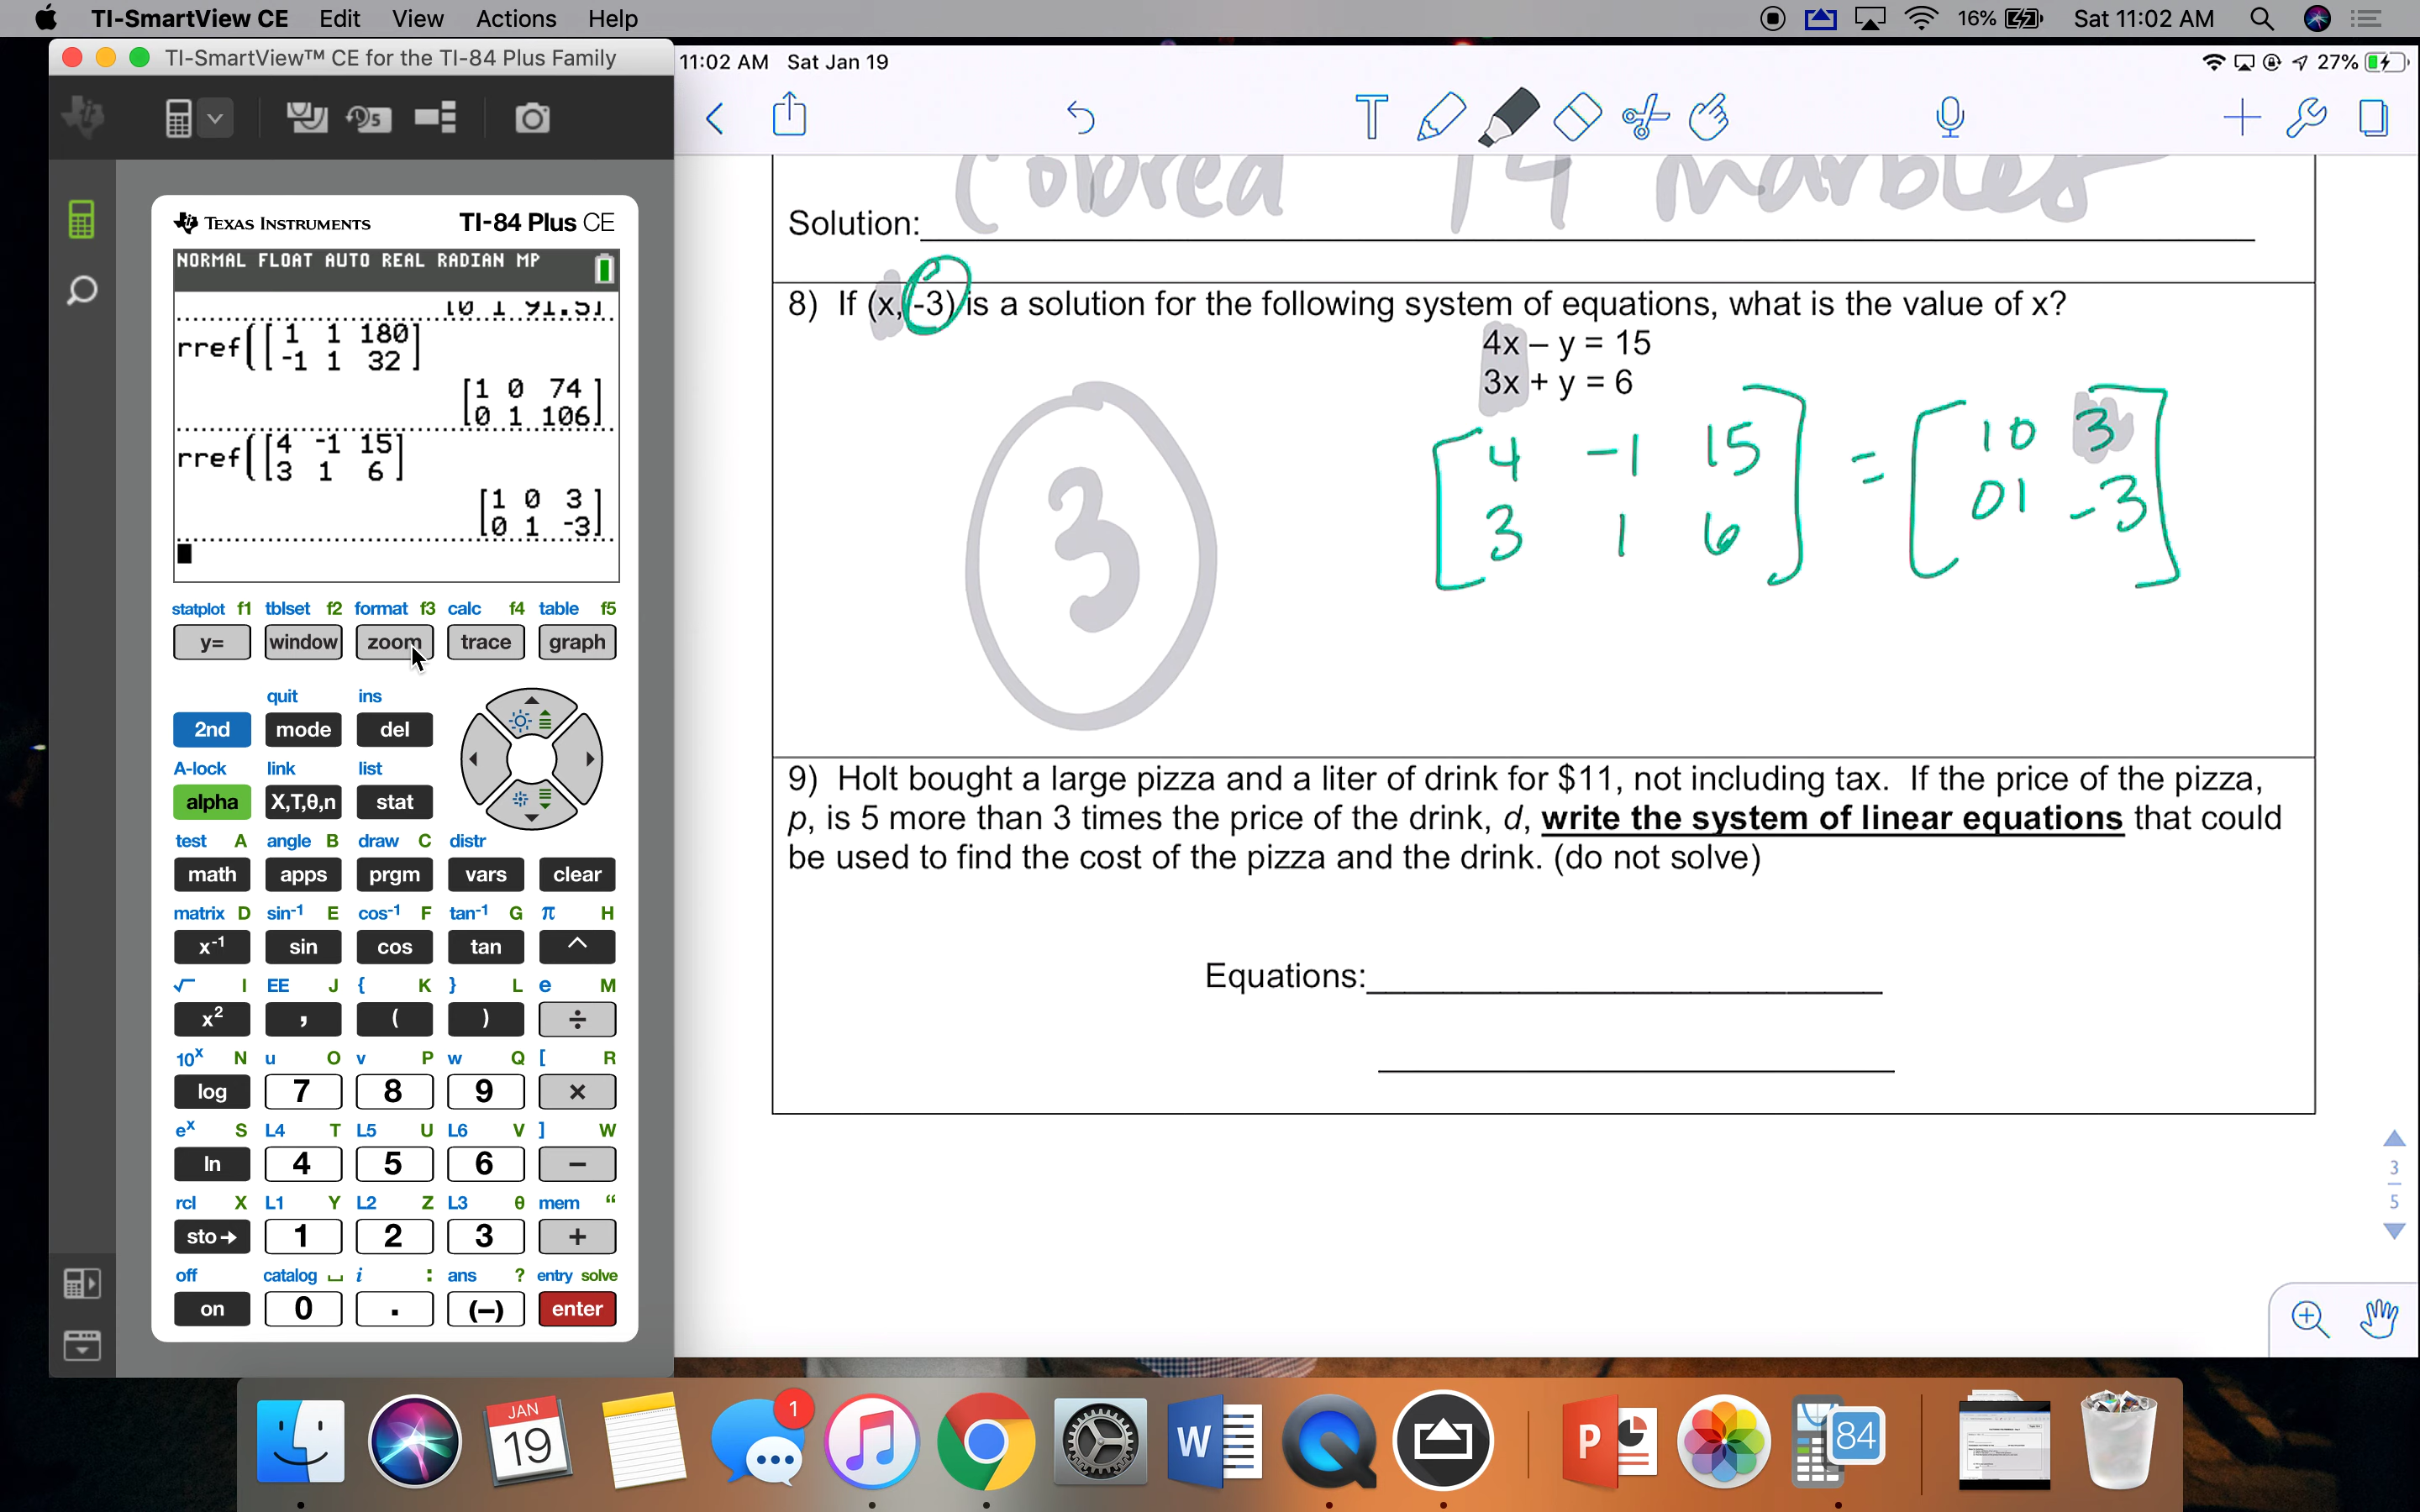 TI-SmartView CE Edit View Actions Help 16% Sat 11:02 AM
TI-SmartView™ CE for the TI-84 Plus Family
11:02 AM Sat Jan 19 27%
5
T
TEXAS INSTRUMENTS TI-84 Plus CE
NORMAL FLOAT AUTO REAL RADIAN MP
[0 1 91.5]
rref([1 1 180
-1 1 32]
[1 0 74
0 1 106]
rref([4 -1 15
3 1 6]
[1 0 3
0 1 -3]
statplot f1 tblset f2 format f3 calc f4 table f5
y= window zoom trace graph
quit ins
2nd mode del
A-lock link list
alpha X,T,θ,n stat
test A angle B draw C distr
math apps prgm vars clear
matrix D sin-1 E cos-1 F tan-1 G π H
x-1 sin cos tan ^
√ I EE J { K } L e M
x2 , ( ) ÷
10x N u O v P w Q [ R
log 7 8 9 ×
ex S L4 T L5 U L6 V ] W
ln 4 5 6 −
rcl X L1 Y L2 Z L3 θ mem "
sto→ 1 2 3 +
off catalog ⎵ i : ans ? entry solve
on 0 . (−) enter
Colored 14 marbles
Solution:
8) If (x, -3) is a solution for the following system of equations, what is the value of x?
4x – y = 15
3x + y = 6
3
4 -1 15 = 1 0 3
3 1 6 0 1 -3
9) Holt bought a large pizza and a liter of drink for $11, not including tax. If the price of the pizza,
p, is 5 more than 3 times the price of the drink, d, write the system of linear equations that could
be used to find the cost of the pizza and the drink. (do not solve)
Equations:
3
5
JAN
19
1
W
P
84